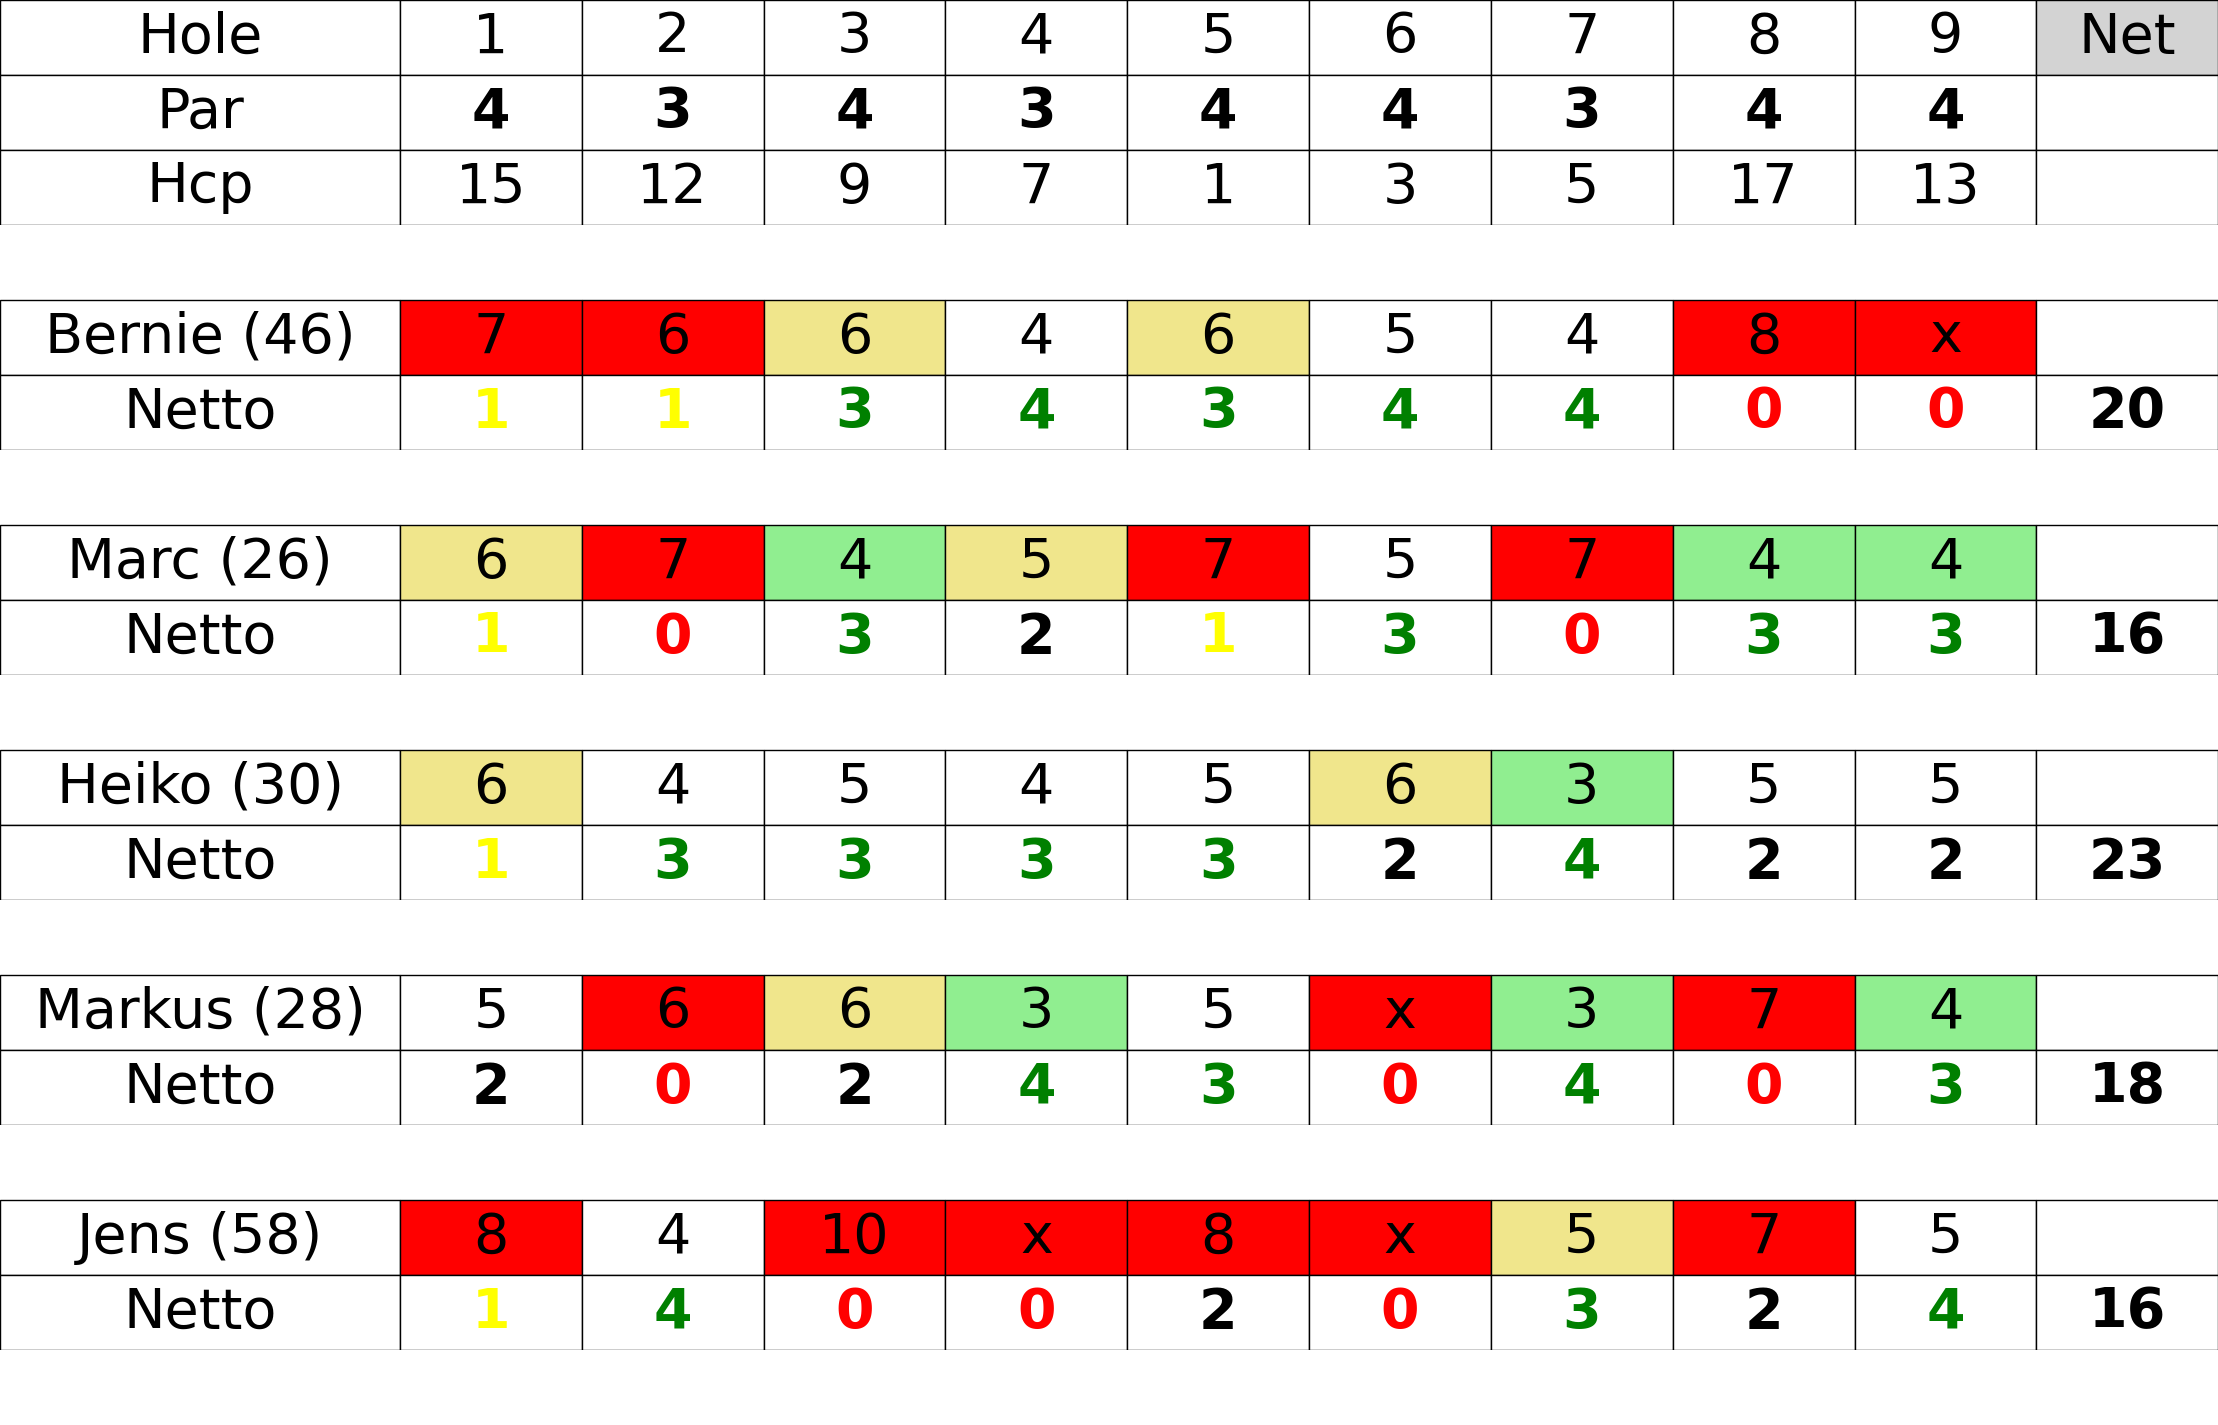 Hole 1 2 3 4 5 6 7 8 9 Net
Par 4 3 4 3 4 4 3 4 4
Hcp 15 12 9 7 1 3 5 17 13
Bernie (46) 7 6 6 4 6 5 4 8 x
Netto 1 1 3 4 3 4 4 0 0 20
Marc (26) 6 7 4 5 7 5 7 4 4
Netto 1 0 3 2 1 3 0 3 3 16
Heiko (30) 6 4 5 4 5 6 3 5 5
Netto 1 3 3 3 3 2 4 2 2 23
Markus (28) 5 6 6 3 5 x 3 7 4
Netto 2 0 2 4 3 0 4 0 3 18
Jens (58) 8 4 10 x 8 x 5 7 5
Netto 1 4 0 0 2 0 3 2 4 16